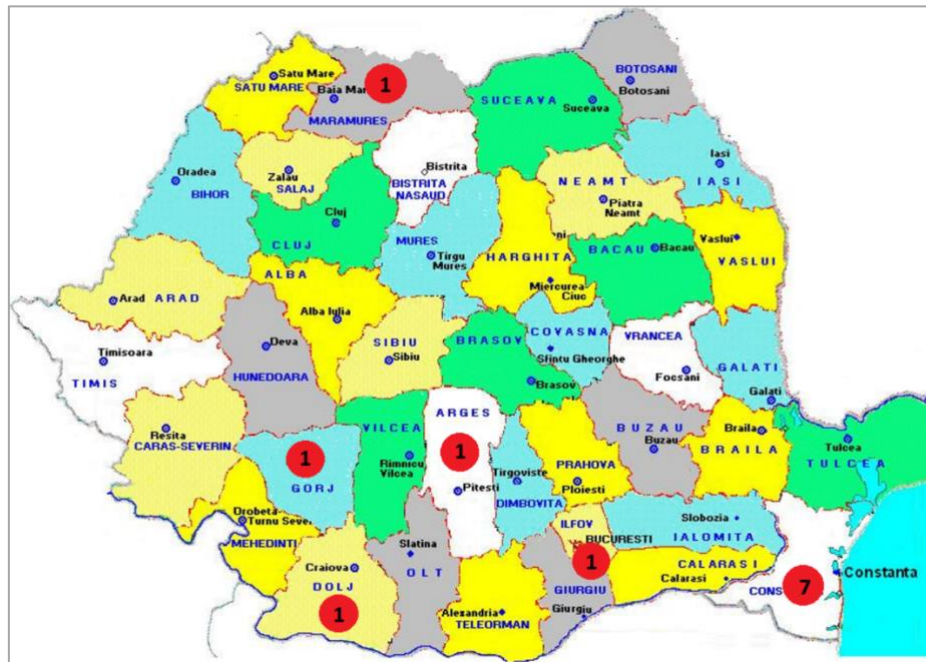 Satu Mare
SATU MARE
Baia Mar
1
MARAMURES
SUCEAVA
Suceava
BOTOSANI
Botosani
Oradea
BIHOR
Zalau
SALAJ
Bistrita
BISTRITA
NASAUD
Iasi
IASI
NEAMT
Piatra
Neamt
Cluj
CLUJ
MURES
Tirgu
Mures
HARGHITA
Miercurea
Ciuc
BACAU
Bacau
Vaslui
VASLUI
Arad
ARAD
ALBA
Alba Iulia
SIBIU
Sibiu
BRASOV
Brasov
COVASNA
Sfintu Gheorghe
VRANCEA
Focsani
GALATI
Galati
Timisoara
TIMIS
Deva
HUNEDOARA
Resita
CARAS-SEVERIN
1
GORJ
VILCEA
Rimnicu
Vilcea
ARGES
1
Pitesti
Tirgoviste
DIMBOVITA
PRAHOVA
Ploiesti
BUZAU
Buzau
Braila
BRAILA
Tulcea
TULCEA
Drobeta
Turnu Sever
MEHEDINTI
Craiova
DOLJ
1
Slatina
OLT
Alexandria
TELEORMAN
ILFOV
BUCURESTI
1
GIURGIU
Giurgiu
Slobozia
IALOMITA
CALARASI
Calarasi
CONS
7
Constanta